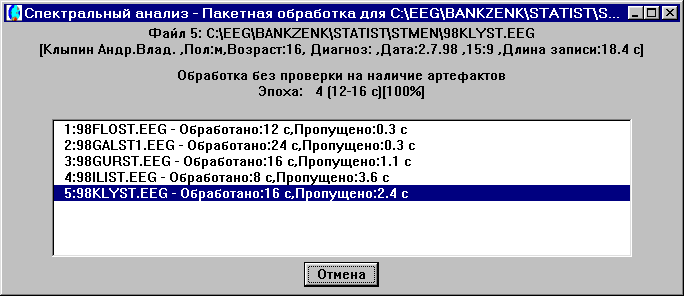 Спектральный анализ - Пакетная обработка для C:\EEG\BANKZENK\STATIST\S...
Файл 5: C:\EEG\BANKZENK\STATIST\STMEN\98KLYST.EEG
[Клыпин Андр.Влад. ,Пол:м,Возраст:16, Диагноз: ,Дата:2.7.98 ,15:9 ,Длина записи:18.4 с]
Обработка без проверки на наличие артефактов
Эпоха: 4 (12-16 с)[100%]
1:98FLOST.EEG - Обработано:12 с,Пропущено:0.3 с
2:98GALST1.EEG - Обработано:24 с,Пропущено:0.3 с
3:98GURST.EEG - Обработано:16 с,Пропущено:1.1 с
4:98ILIST.EEG - Обработано:8 с,Пропущено:3.6 с
5:98KLYST.EEG - Обработано:16 с,Пропущено:2.4 с
Отмена